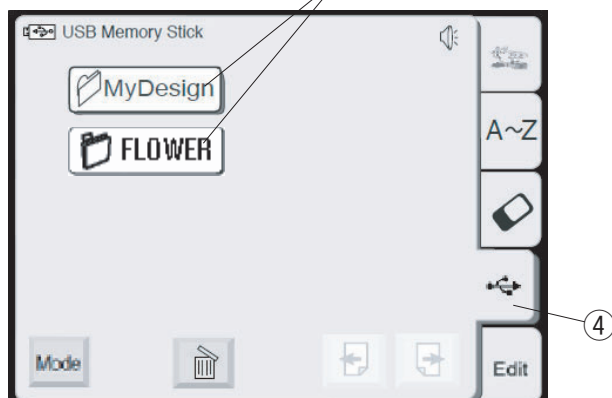 USB Memory Stick
MyDesign
FLOWER
A~Z
④
Mode
Edit